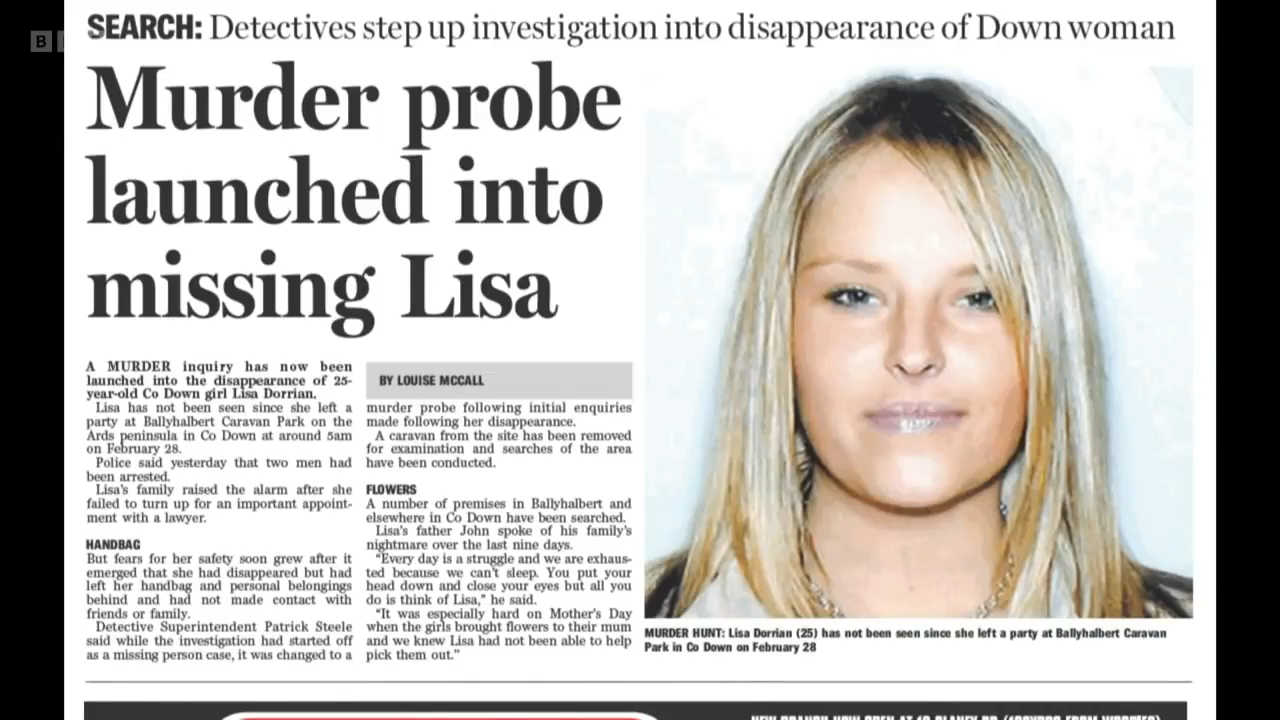 B
SEARCH: Detectives step up investigation into disappearance of Down woman
Murder probe
launched into
missing Lisa
A MURDER inquiry has now been
launched into the disappearance of 25-
year-old Co Down girl Lisa Dorrian.
Lisa has not been seen since she left a
party at Ballyhalbert Caravan Park on the
Ards peninsula in Co Down at around 5am
on February 28.
Police said yesterday that two men had
been arrested.
Lisa's family raised the alarm after she
failed to turn up for an important appoint-
ment with a lawyer.
HANDBAG
But fears for her safety soon grew after it
emerged that she had disappeared but had
left her handbag and personal belongings
behind and had not made contact with
friends or family.
Detective Superintendent Patrick Steele
said while the investigation had started off
as a missing person case, it was changed to a
BY LOUISE MCCALL
murder probe following initial enquiries
made following her disappearance.
A caravan from the site has been removed
for examination and searches of the area
have been conducted.
FLOWERS
A number of premises in Ballyhalbert and
elsewhere in Co Down have been searched.
Lisa's father John spoke of his family's
nightmare over the last nine days.
"Every day is a struggle and we are exhaus-
ted because we can't sleep. You put your
head down and close your eyes but all you
do is think of Lisa," he said.
"It was especially hard on Mother's Day
when the girls brought flowers to their mum
and we knew Lisa had not been able to help
pick them out."
MURDER HUNT: Lisa Dorrian (25) has not been seen since she left a party at Ballyhalbert Caravan
Park in Co Down on February 28